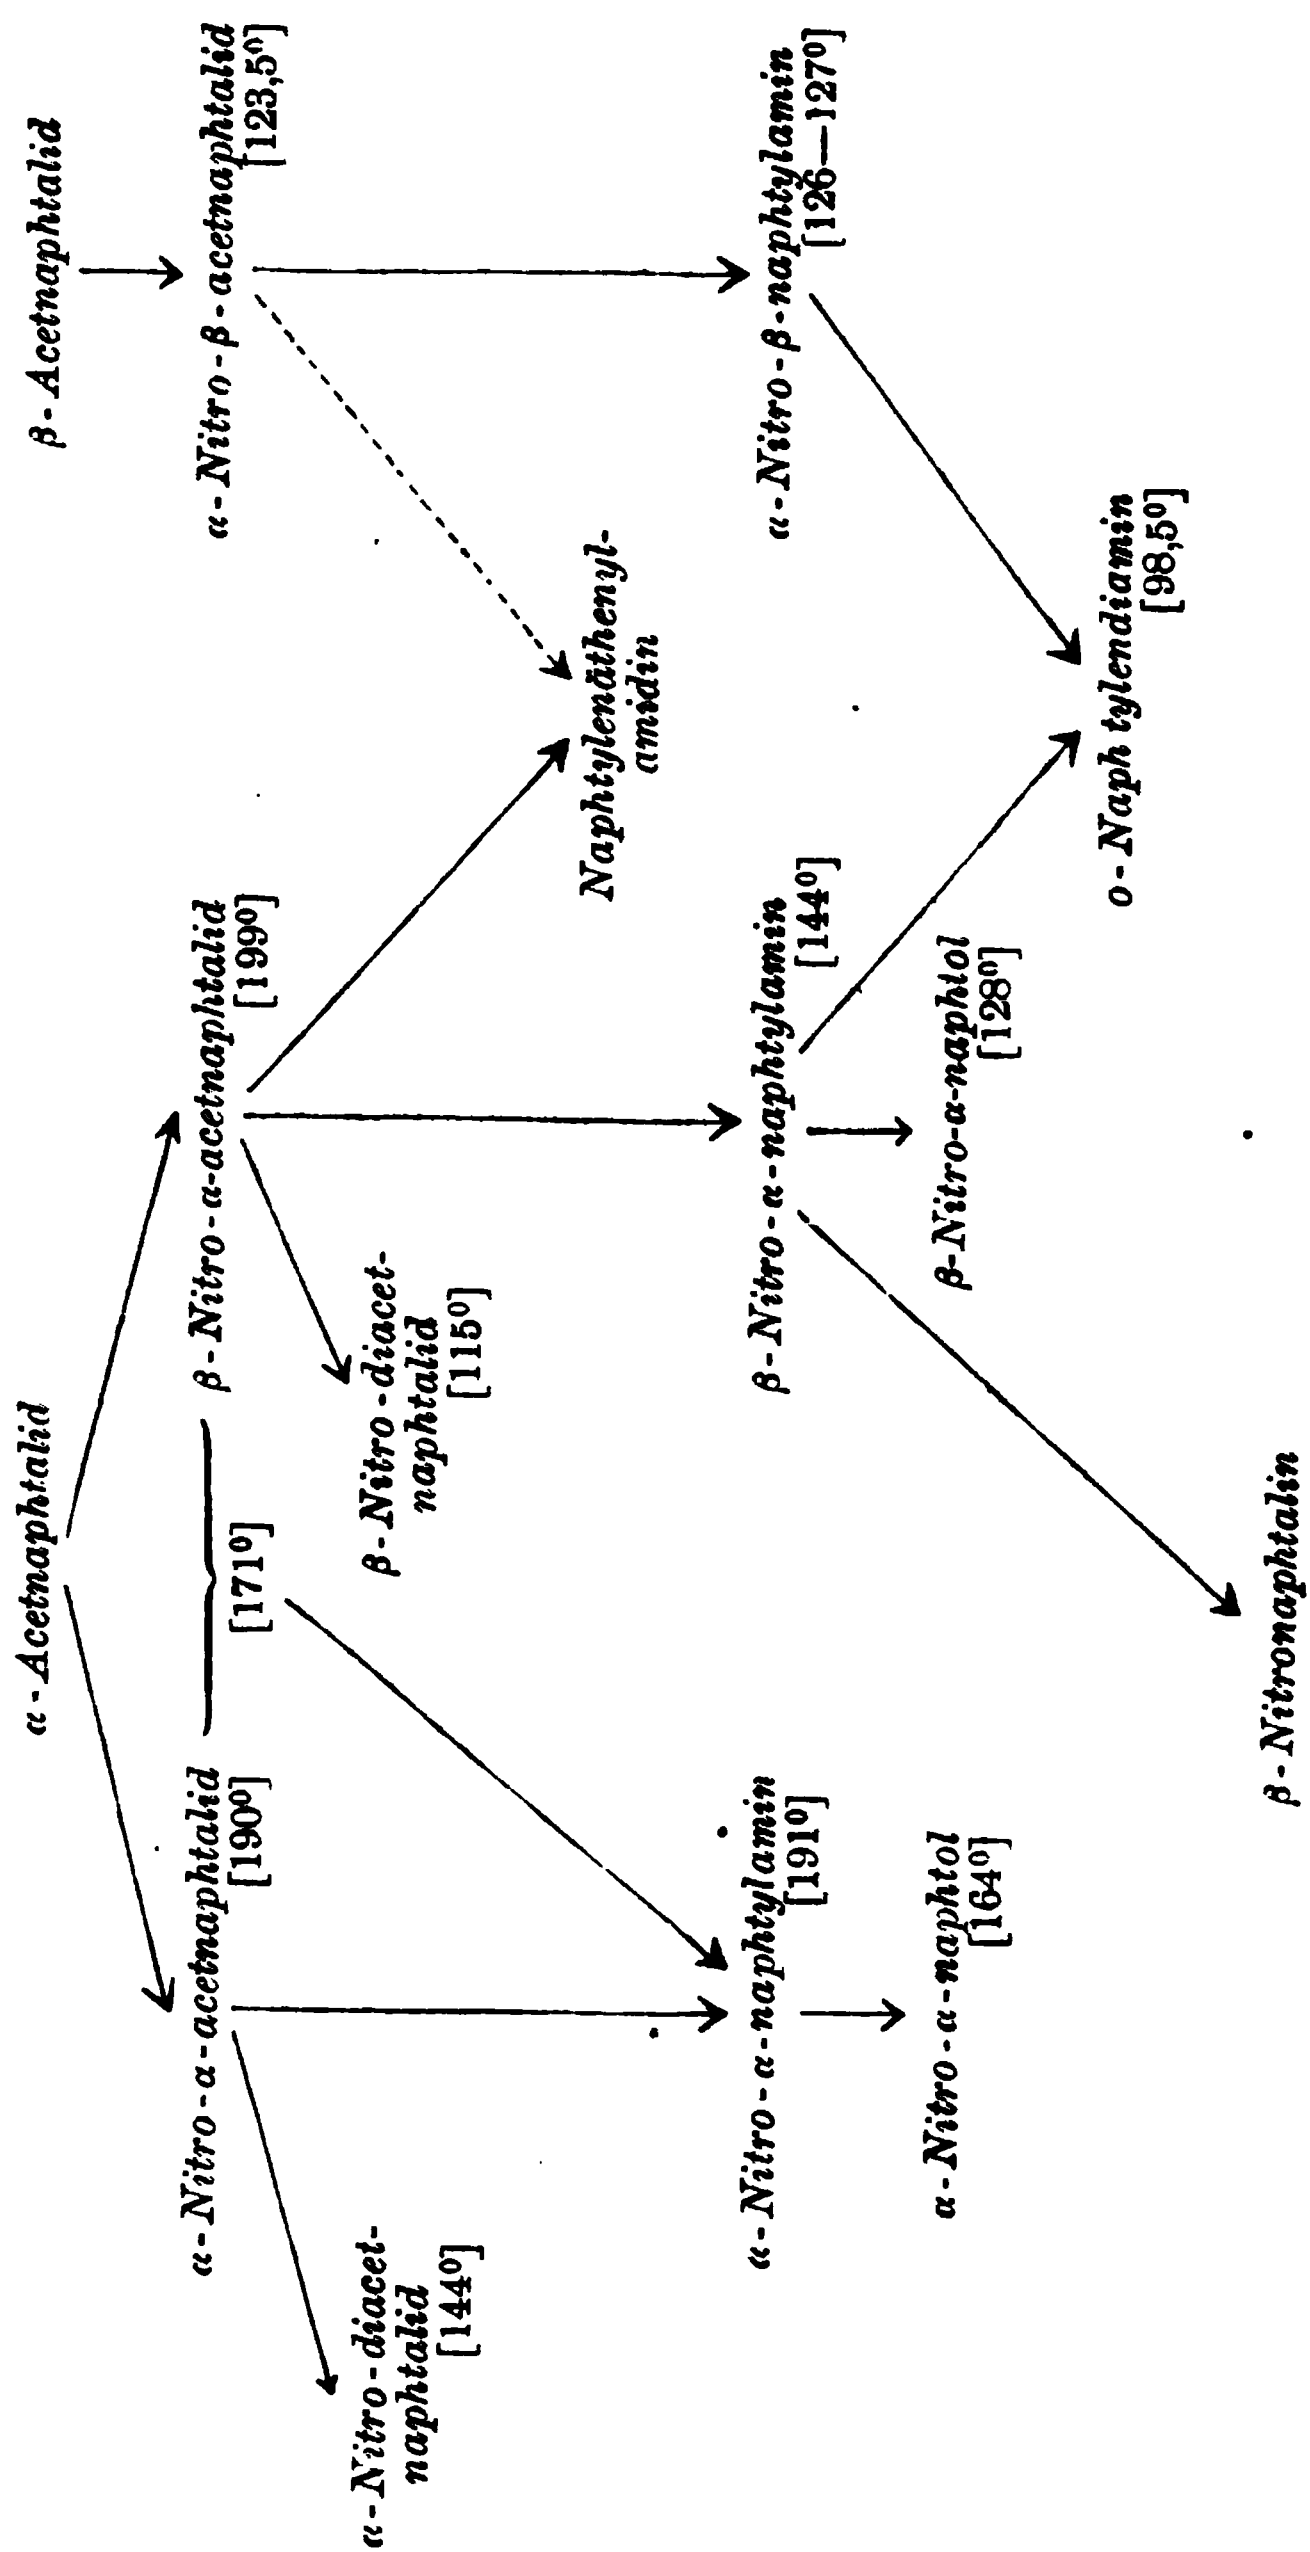 α-Acetnaphtalid
β-Acetnaphtalid
α-Nitro-α-acetnaphtalid
[190⁰]
[171⁰]
β-Nitro-α-acetnaphtalid
[199⁰]
α-Nitro-β-acetnaphtalid
[123,5⁰]
α-Nitro-diacet-
naphtalid
[144⁰]
β-Nitro-diacet-
naphtalid
[115⁰]
Naphtylenäthenyl-
amidin
α-Nitro-α-naphtylamin
[191⁰]
β-Nitro-α-naphtylamin
[144⁰]
α-Nitro-β-naphtylamin
[126—127⁰]
α-Nitro-α-naphtol
[164⁰]
β-Nitro-α-naphtol
[128⁰]
o-Naphtylendiamin
[98,5⁰]
β-Nitronaphtalin